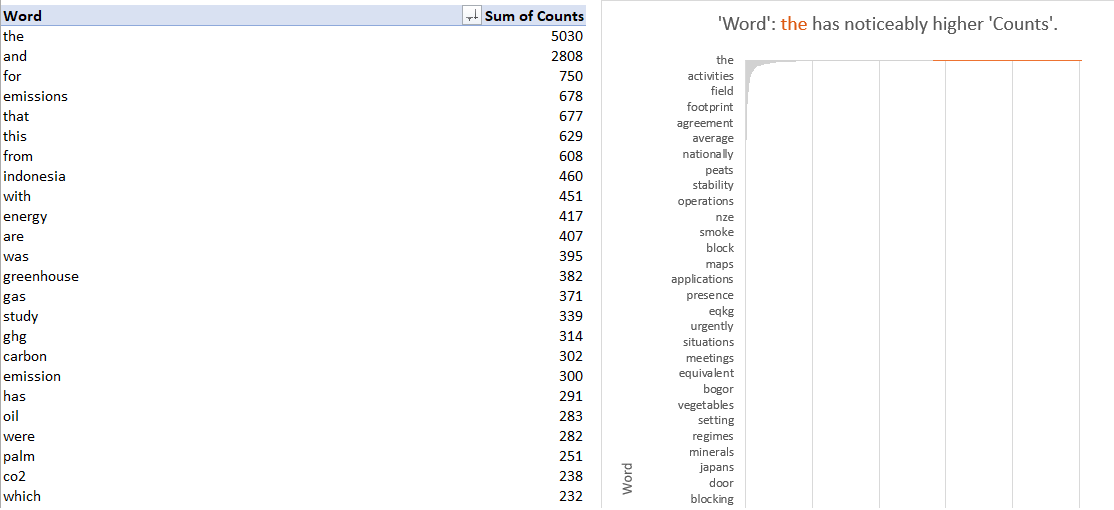 Word Sum of Counts
the 5030
and 2808
for 750
emissions 678
that 677
this 629
from 608
indonesia 460
with 451
energy 417
are 407
was 395
greenhouse 382
gas 371
study 339
ghg 314
carbon 302
emission 300
has 291
oil 283
were 282
palm 251
co2 238
which 232
'Word': the has noticeably higher 'Counts'.
the
activities
field
footprint
agreement
average
nationally
peats
stability
operations
nze
smoke
block
maps
applications
presence
eqkg
urgently
situations
meetings
equivalent
bogor
vegetables
setting
regimes
minerals
japans
door
blocking
Word